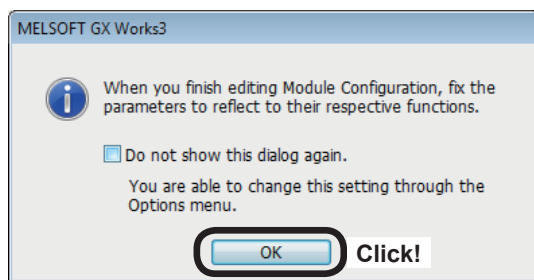 MELSOFT GX Works3
When you finish editing Module Configuration, fix the
parameters to reflect to their respective functions.
Do not show this dialog again.
You are able to change this setting through the
Options menu.
OK Click!